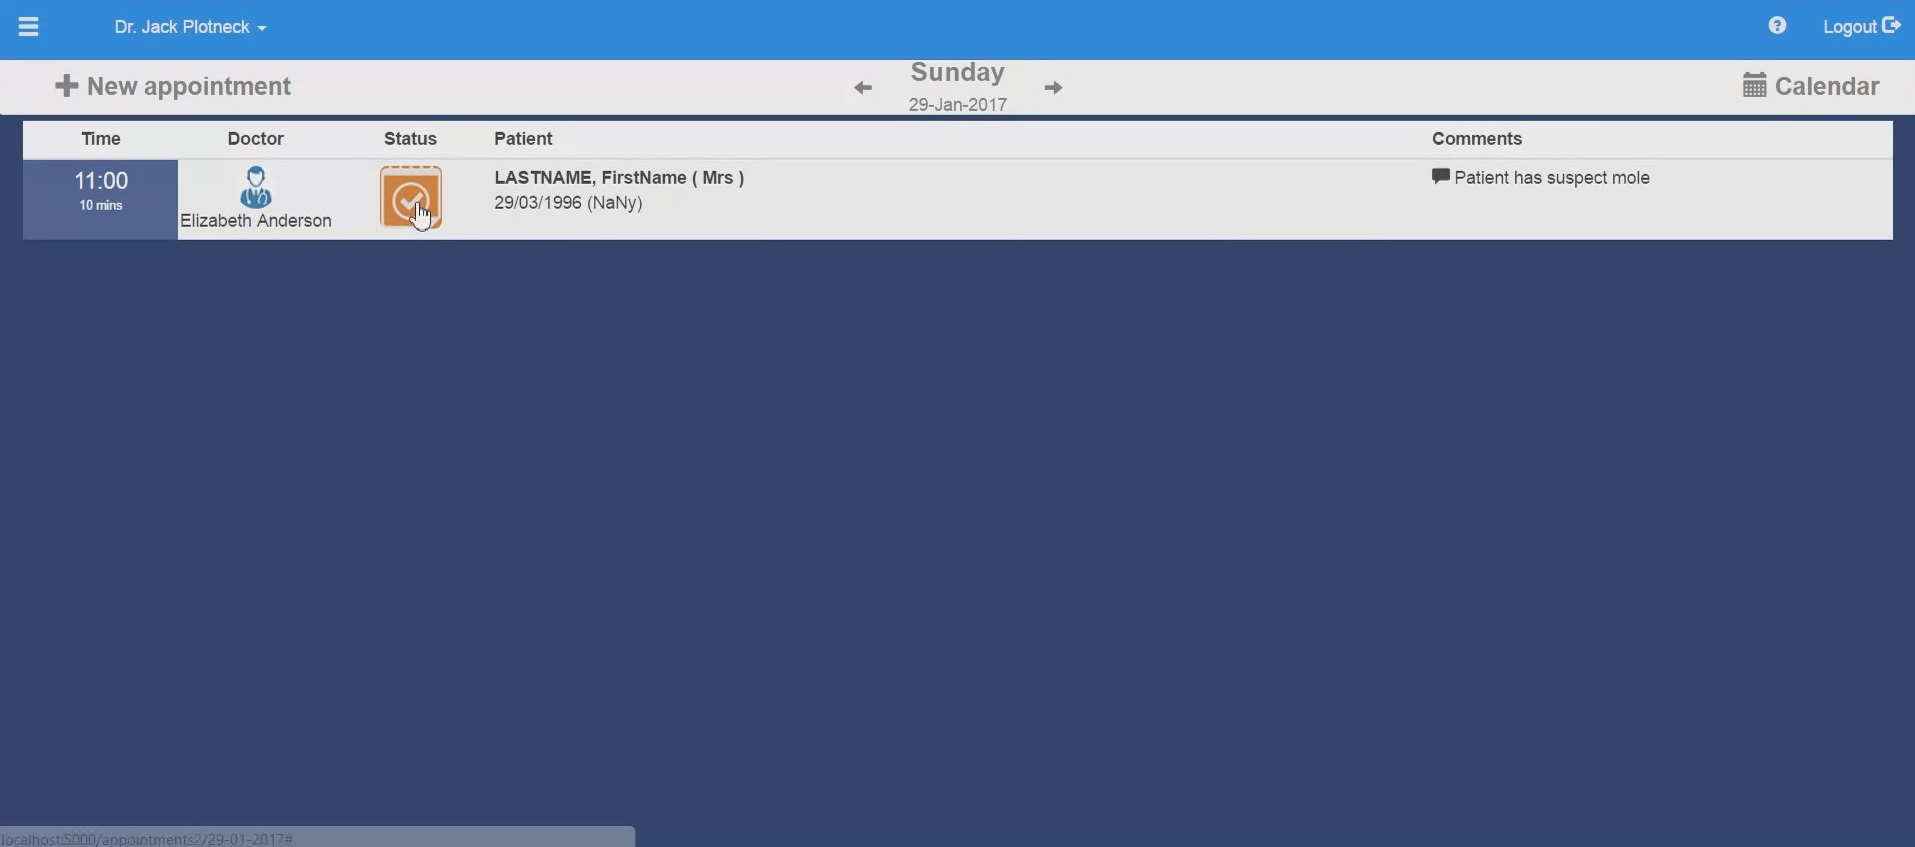 Dr. Jack Plotneck
Logout
New appointment
Sunday
29-Jan-2017
Calendar
Time Doctor Status Patient Comments
11:00
10 mins
Elizabeth Anderson
LASTNAME, FirstName ( Mrs )
29/03/1996 (NaNy)
Patient has suspect mole
localhost:5000/appointments2/29-01-2017#